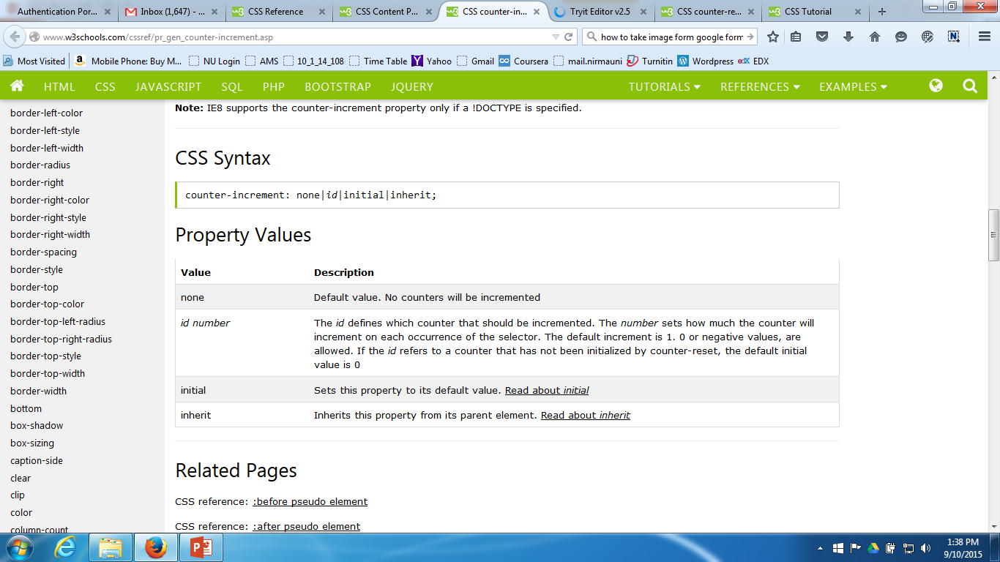 Authentication Por...
Inbox (1,647) - ...
CSS Reference
CSS Content P...
CSS counter-in...
Tryit Editor v2.5
CSS counter-re...
CSS Tutorial
www.w3schools.com/cssref/pr_gen_counter-increment.asp
how to take image form google form
Most Visited
Mobile Phone: Buy M...
NU Login
AMS
10_1_14_108
Time Table
Yahoo
Gmail
Coursera
mail.nirmauni
Turnitin
Wordpress
EDX
HTML
CSS
JAVASCRIPT
SQL
PHP
BOOTSTRAP
JQUERY
TUTORIALS
REFERENCES
EXAMPLES
border-left-color
border-left-style
border-left-width
border-radius
border-right
border-right-color
border-right-style
border-right-width
border-spacing
border-style
border-top
border-top-color
border-top-left-radius
border-top-right-radius
border-top-style
border-top-width
border-width
bottom
box-shadow
box-sizing
caption-side
clear
clip
color
column-count
Note: IE8 supports the counter-increment property only if a !DOCTYPE is specified.
CSS Syntax
counter-increment: none|id|initial|inherit;
Property Values
Value Description
none Default value. No counters will be incremented
id number The id defines which counter that should be incremented. The number sets how much the counter will
increment on each occurrence of the selector. The default increment is 1. 0 or negative values, are
allowed. If the id refers to a counter that has not been initialized by counter-reset, the default initial
value is 0
initial Sets this property to its default value. Read about initial
inherit Inherits this property from its parent element. Read about inherit
Related Pages
CSS reference: :before pseudo element
CSS reference: :after pseudo element
1:38 PM
9/10/2015